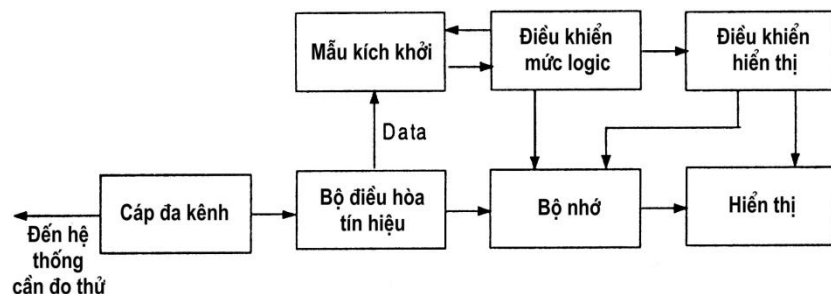 Mẫu kích khởi
Điều khiển
mức logic
Điều khiển
hiển thị
Data
Cáp đa kênh
Bộ điều hòa
tín hiệu
Bộ nhớ
Hiển thị
Đến hệ
thống
cần đo thử